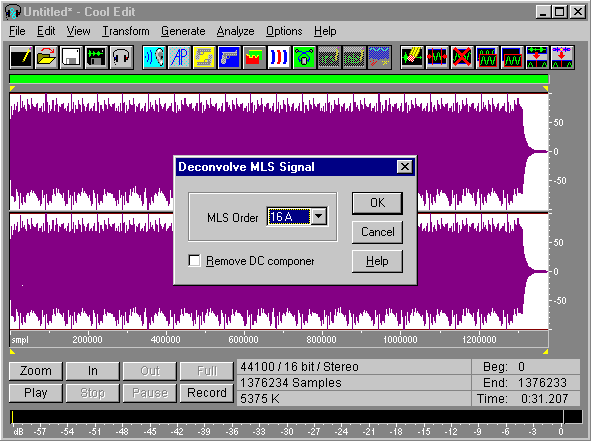 Untitled* - Cool Edit
File Edit View Transform Generate Analyze Options Help
AP
50
0
-50
Deconvolve MLS Signal
MLS Order 16 A
OK
Cancel
Remove DC componer
Help
50
0
-50
smpl 200000 400000 600000 800000 1000000 1200000
Zoom In Out Full
44100 / 16 bit / Stereo
Beg: 0
1376234 Samples
End: 1376233
Play Stop Pause Record
5375 K
Time: 0:31.207
dB -57 -54 -51 -48 -45 -42 -39 -36 -33 -30 -27 -24 -21 -18 -15 -12 -9 -6 -3 0